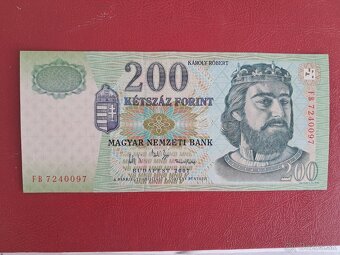 KÁROLY RÓBERT
200
KÉTSZÁZ FORINT
MAGYAR NEMZETI BANK
BUDAPEST 2007
FB 7240097
FB 7240097
200